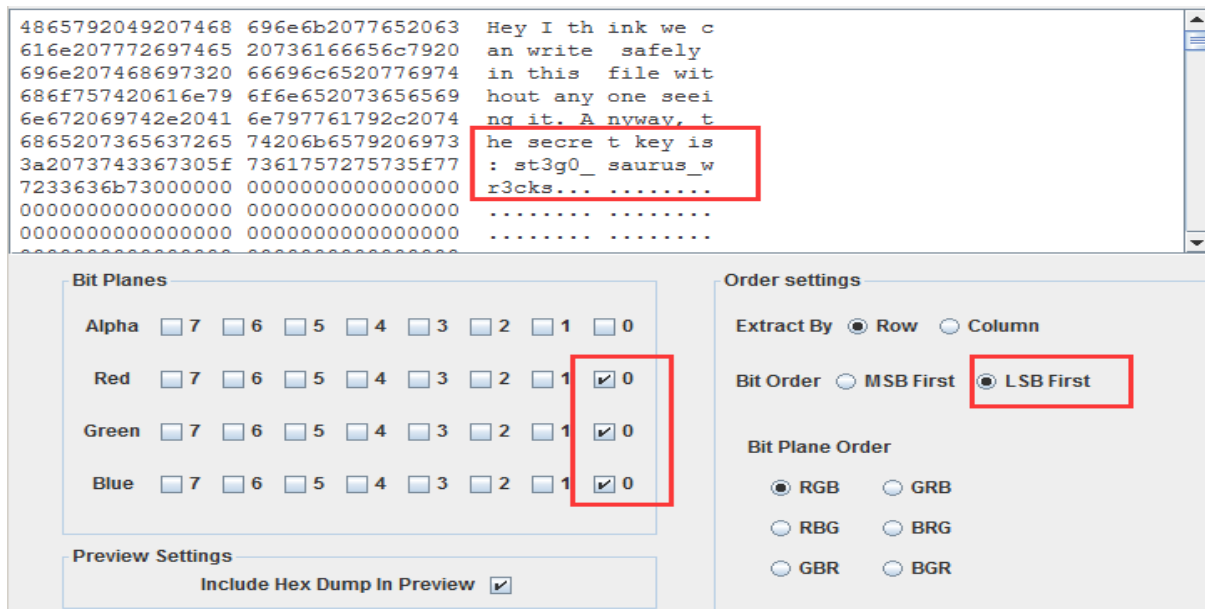 4865792049207468 696e6b2077652063 Hey I th ink we c
616e207772697465 20736166656c7920 an write  safely 
696e207468697320 66696c6520776974 in this  file wit
686f757420616e79 6f6e652073656569 hout any one seei
6e672069742e2041 6e797761792c2074 ng it. A nyway, t
6865207365637265 74206b6579206973 he secre t key is
3a2073743367305f 7361757275735f77 : st3g0_ saurus_w
7233636b73000000 0000000000000000 r3cks... ........
0000000000000000 0000000000000000 ........ ........
0000000000000000 0000000000000000 ........ ........
Bit Planes
Alpha 7 6 5 4 3 2 1 0
Red 7 6 5 4 3 2 1 0
Green 7 6 5 4 3 2 1 0
Blue 7 6 5 4 3 2 1 0
Preview Settings
Include Hex Dump In Preview
Order settings
Extract By Row Column
Bit Order MSB First LSB First
Bit Plane Order
RGB GRB
RBG BRG
GBR BGR